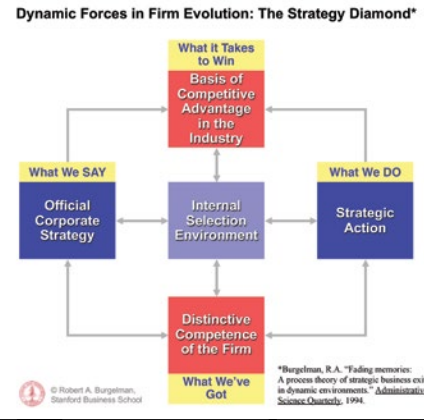 Dynamic Forces in Firm Evolution: The Strategy Diamond*
What it Takes
to Win
Basis of
Competitive
Advantage
in the
Industry
What We SAY
Official
Corporate
Strategy
Internal
Selection
Environment
What We DO
Strategic
Action
Distinctive
Competence
of the Firm
What We've
Got
© Robert A. Burgelman,
Stanford Business School
*Burgelman, R.A. "Fading memories:
A process theory of strategic business exi
in dynamic environments." Administrativ
Science Quarterly, 1994.